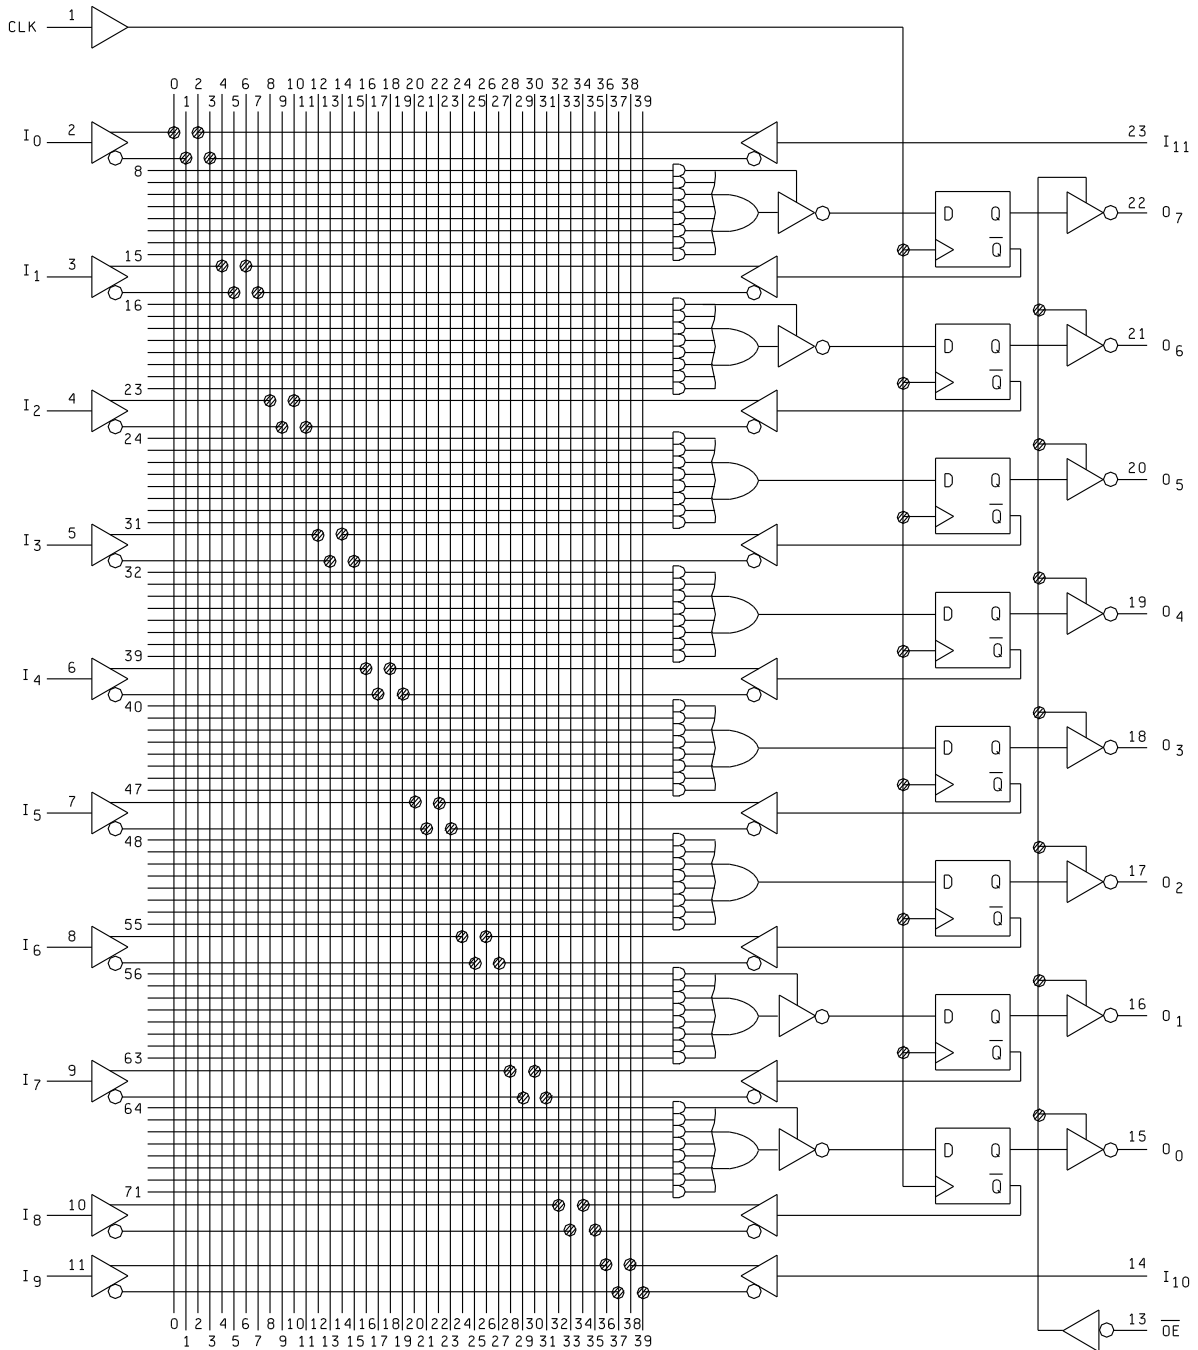 CLK 1
0 2 4 6 8 10 12 14 16 18 20 22 24 26 28 30 32 34 36 38
1 3 5 7 9 11 13 15 17 19 21 23 25 27 29 31 33 35 37 39
I0 2 23 I11
8
D Q 22 O7
Q̅
15
I1 3
16
D Q 21 O6
Q̅
23
I2 4
24
D Q 20 O5
Q̅
31
I3 5
32
D Q 19 O4
Q̅
39
I4 6
40
D Q 18 O3
Q̅
47
I5 7
48
D Q 17 O2
Q̅
55
I6 8
56
D Q 16 O1
Q̅
63
I7 9
64
D Q 15 O0
Q̅
71
I8 10
I9 11 14 I10
0 2 4 6 8 10 12 14 16 18 20 22 24 26 28 30 32 34 36 38
13 O̅E̅
1 3 5 7 9 11 13 15 17 19 21 23 25 27 29 31 33 35 37 39